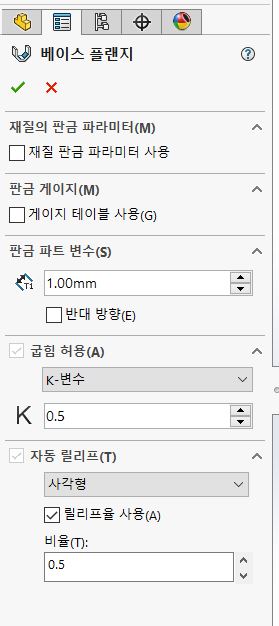 베이스 플랜지
재질의 판금 파라미터(M)
재질 판금 파라미터 사용
판금 게이지(M)
게이지 테이블 사용(G)
판금 파트 변수(S)
T1
1.00mm
반대 방향(E)
굽힘 허용(A)
K-변수
K
0.5
자동 릴리프(T)
사각형
릴리프율 사용(A)
비율(T):
0.5